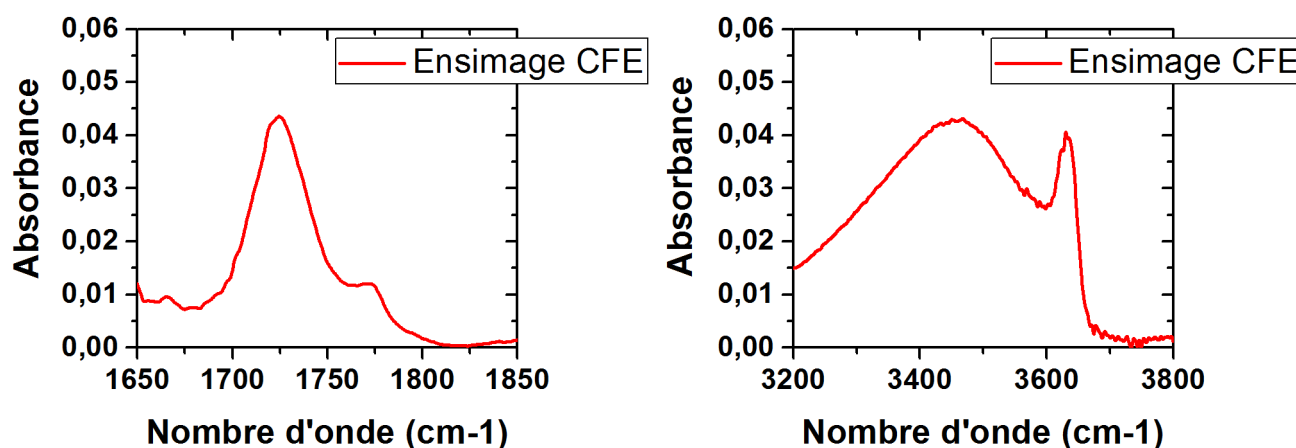 0,06
0,05
0,04
0,03
0,02
0,01
0,00
Absorbance
Ensimage CFE
1650 1700 1750 1800 1850
Nombre d'onde (cm-1)
0,06
0,05
0,04
0,03
0,02
0,01
0,00
Absorbance
Ensimage CFE
3200 3400 3600 3800
Nombre d'onde (cm-1)